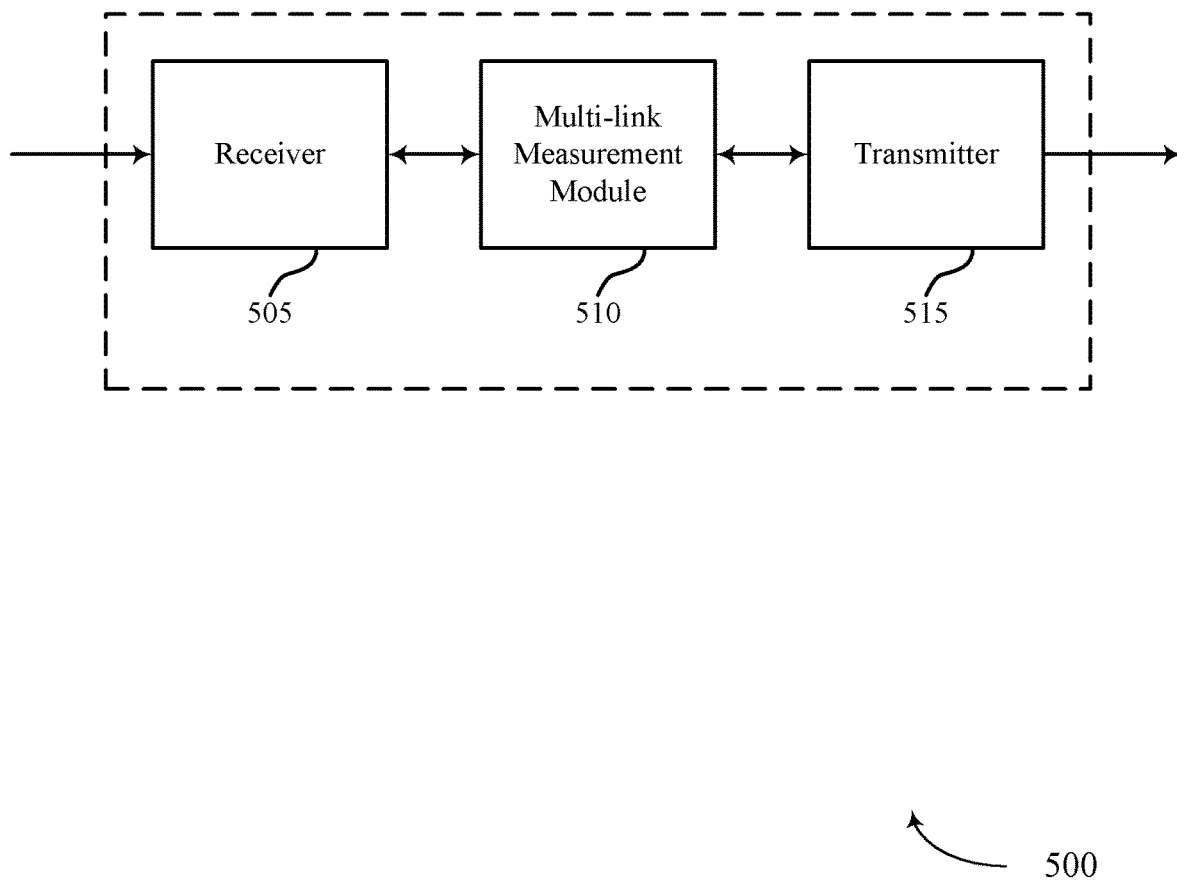 Receiver
Multi-link
Measurement
Module
Transmitter
505
510
515
500